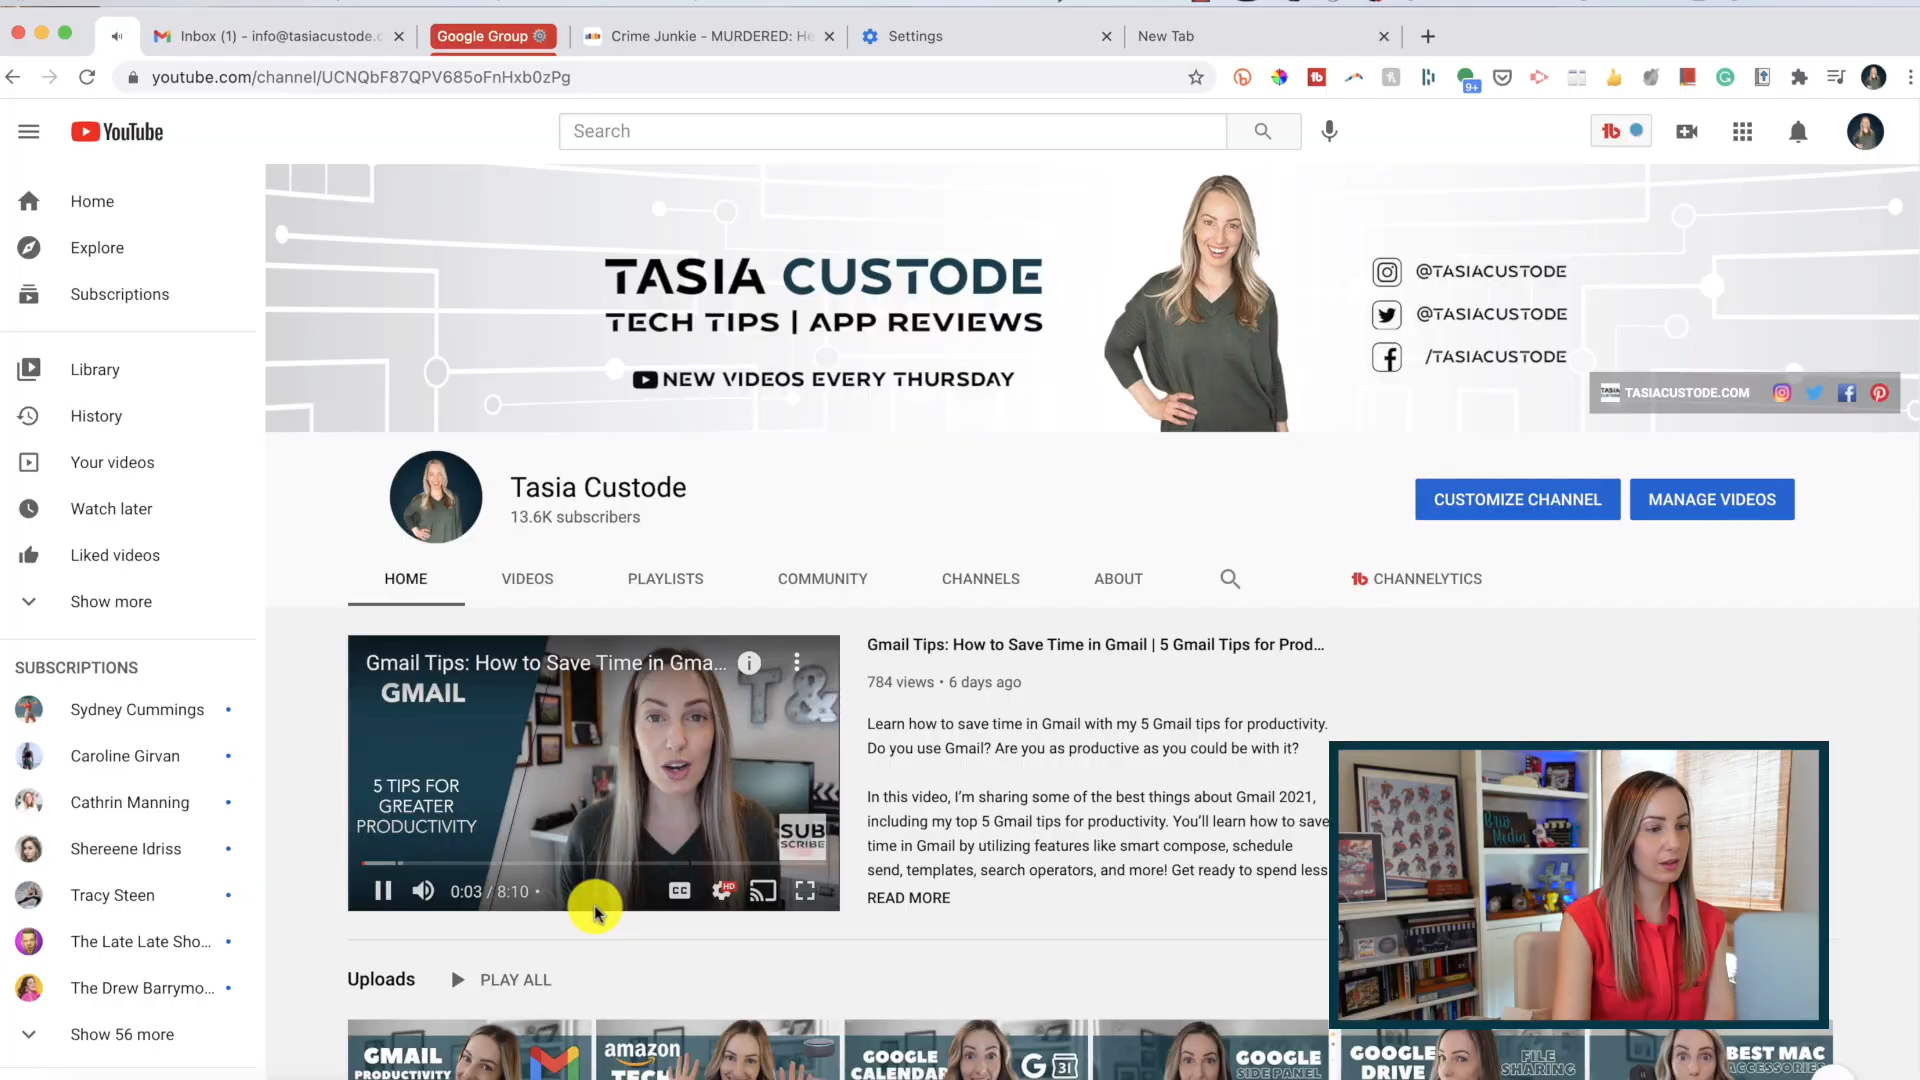 Inbox (1) - info@tasiacustode.c
Google Group
Crime Junkie - MURDERED: He
Settings
New Tab
youtube.com/channel/UCNQbF87QPV685oFnHxb0zPg
9+
YouTube
Search
Home
Explore
Subscriptions
Library
History
Your videos
Watch later
Liked videos
Show more
SUBSCRIPTIONS
Sydney Cummings
Caroline Girvan
Cathrin Manning
Shereene Idriss
Tracy Steen
The Late Late Sho...
The Drew Barrymo...
Show 56 more
TASIA CUSTODE
TECH TIPS | APP REVIEWS
NEW VIDEOS EVERY THURSDAY
@TASIACUSTODE
@TASIACUSTODE
/TASIACUSTODE
TASIACUSTODE.COM
Tasia Custode
13.6K subscribers
CUSTOMIZE CHANNEL
MANAGE VIDEOS
HOME
VIDEOS
PLAYLISTS
COMMUNITY
CHANNELS
ABOUT
CHANNELYTICS
Gmail Tips: How to Save Time in Gma...
GMAIL
T&
5 TIPS FOR
GREATER
PRODUCTIVITY
SUB
SCRIBE
0:03 / 8:10
CC
HD
Gmail Tips: How to Save Time in Gmail | 5 Gmail Tips for Prod...
784 views • 6 days ago
Learn how to save time in Gmail with my 5 Gmail tips for productivity.
Do you use Gmail? Are you as productive as you could be with it?
In this video, I'm sharing some of the best things about Gmail 2021,
including my top 5 Gmail tips for productivity. You'll learn how to save
time in Gmail by utilizing features like smart compose, schedule
send, templates, search operators, and more! Get ready to spend less
READ MORE
Brio
Media
Uploads
PLAY ALL
GMAIL
PRODUCTIVITY
amazon
TECH
GOOGLE
CALENDAR
G 31
GOOGLE
SIDE PANEL
GOOGLE
DRIVE
FILE
SHARING
BEST MAC
ACCESSORIES